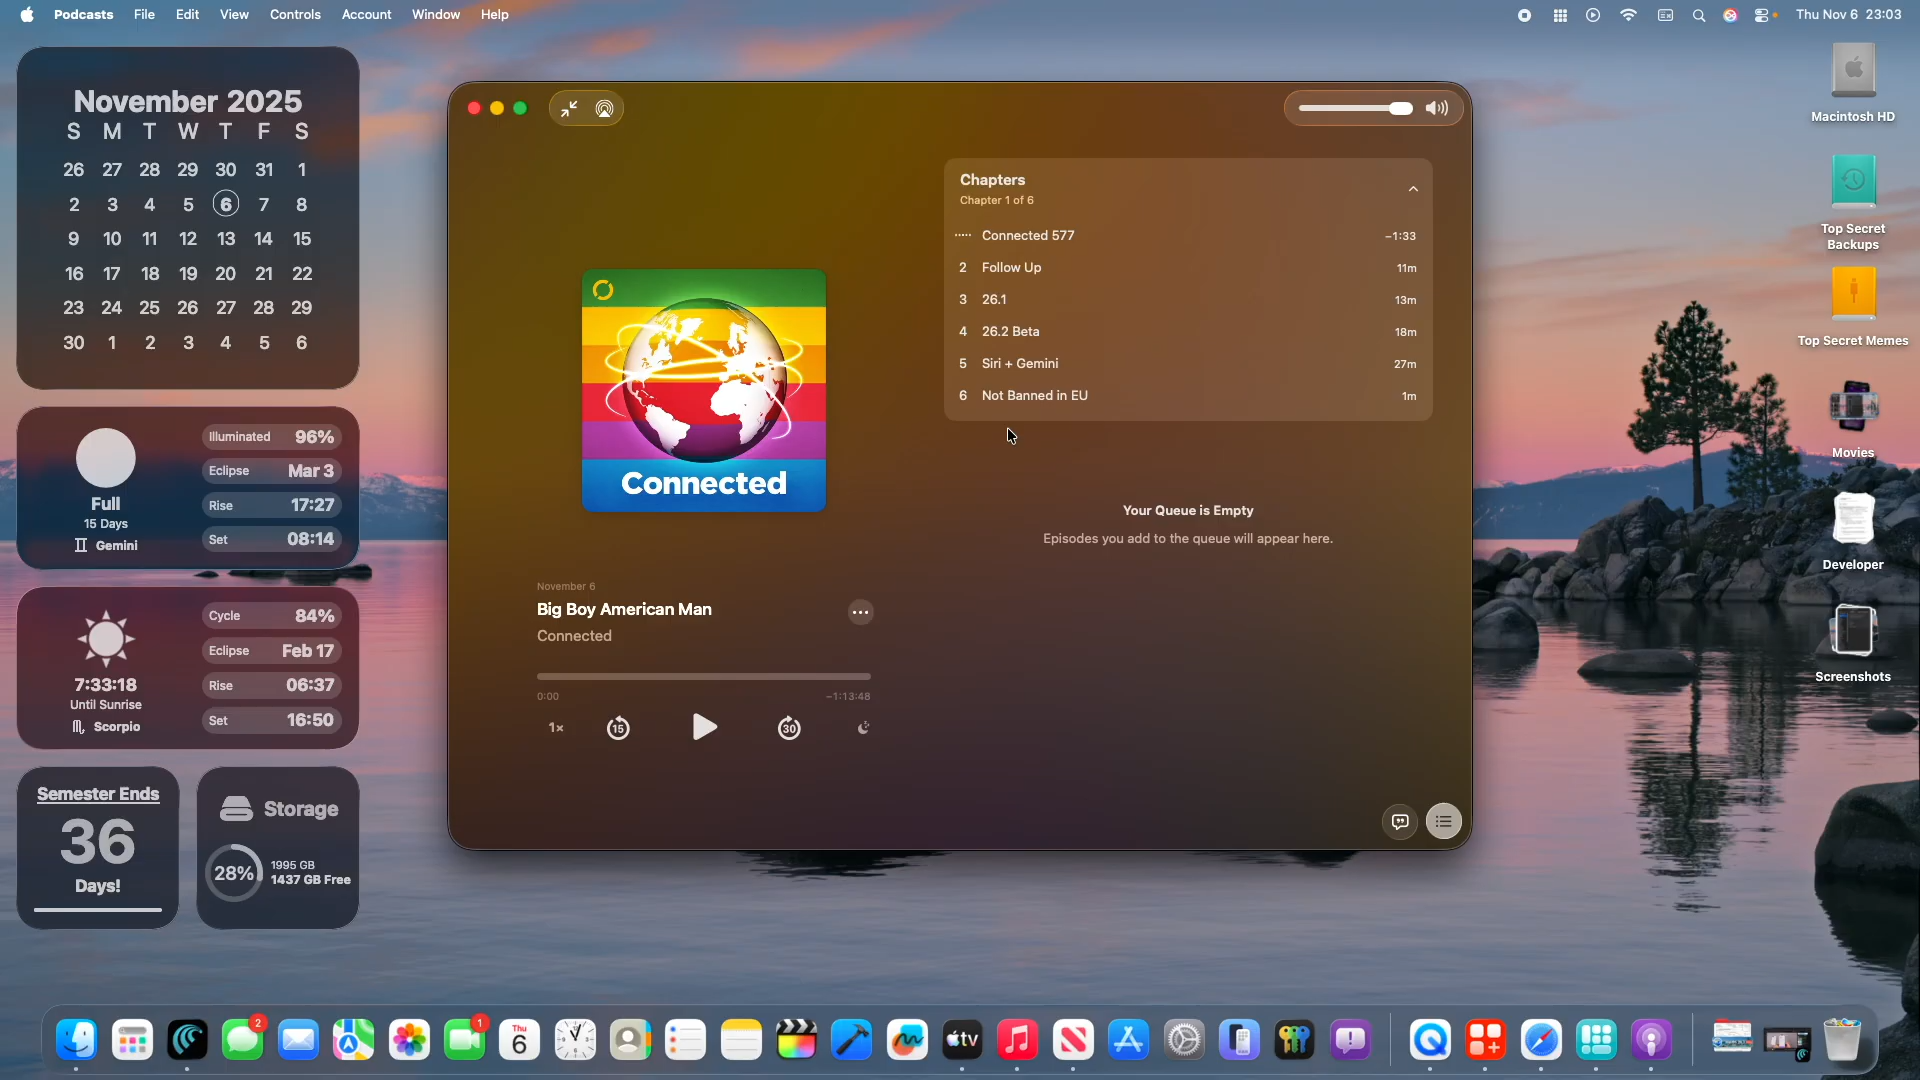 Podcasts File Edit View Controls Account Window Help
Thu Nov 6 23:03
November 2025
S M T W T F S
26 27 28 29 30 31 1
2 3 4 5 6 7 8
9 10 11 12 13 14 15
16 17 18 19 20 21 22
23 24 25 26 27 28 29
30 1 2 3 4 5 6
Full
15 Days
Gemini
Illuminated 96%
Eclipse Mar 3
Rise 17:27
Set 08:14
7:33:18
Until Sunrise
Scorpio
Cycle 84%
Eclipse Feb 17
Rise 06:37
Set 16:50
Semester Ends
36
Days!
Storage
28%
1995 GB
1437 GB Free
Connected
November 6
Big Boy American Man
Connected
0:00 -1:13:48
1× 15 30
Chapters
Chapter 1 of 6
Connected 577 -1:33
2 Follow Up 11m
3 26.1 13m
4 26.2 Beta 18m
5 Siri + Gemini 27m
6 Not Banned in EU 1m
Your Queue is Empty
Episodes you add to the queue will appear here.
Macintosh HD
Top Secret
Backups
Top Secret Memes
Movies
Developer
Screenshots
2
1
Thu
6
tv